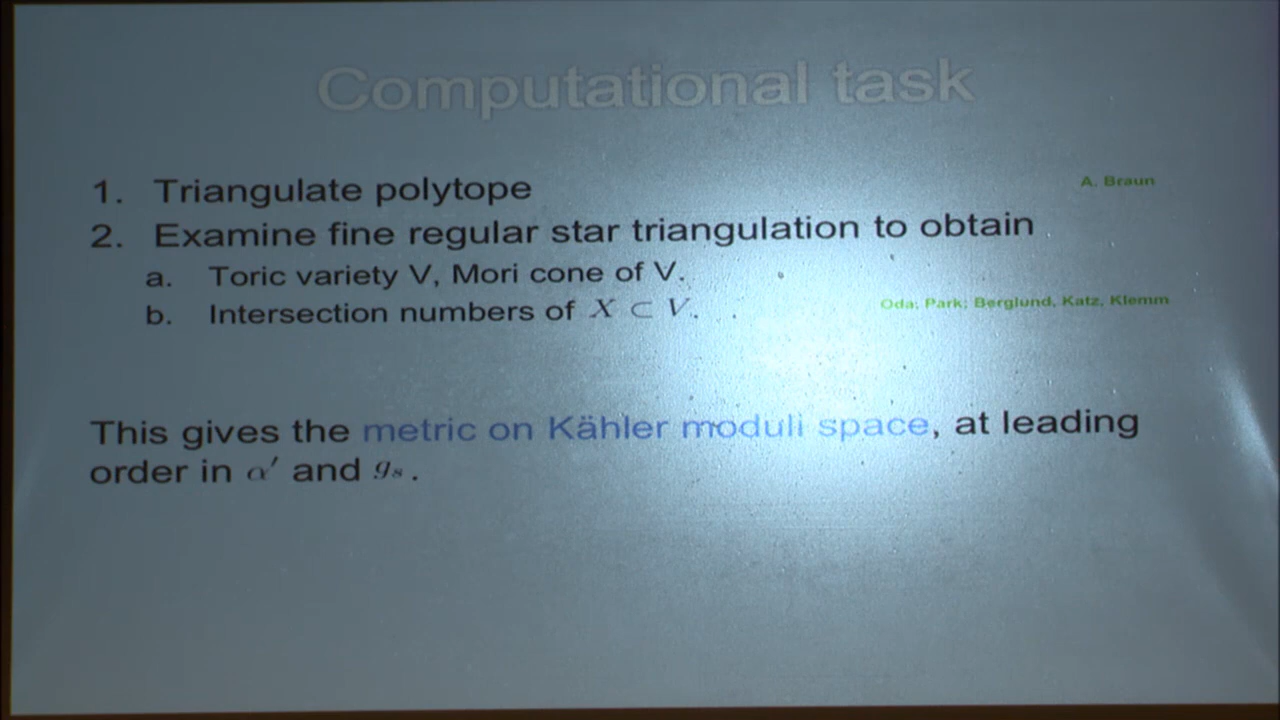 Computational task
1. Triangulate polytope
A. Braun
2. Examine fine regular star triangulation to obtain
a. Toric variety V, Mori cone of V.
b. Intersection numbers of X ⊂ V.
Oda; Park; Berglund, Katz, Klemm
This gives the metric on Kähler moduli space, at leading
order in α′ and gₛ.